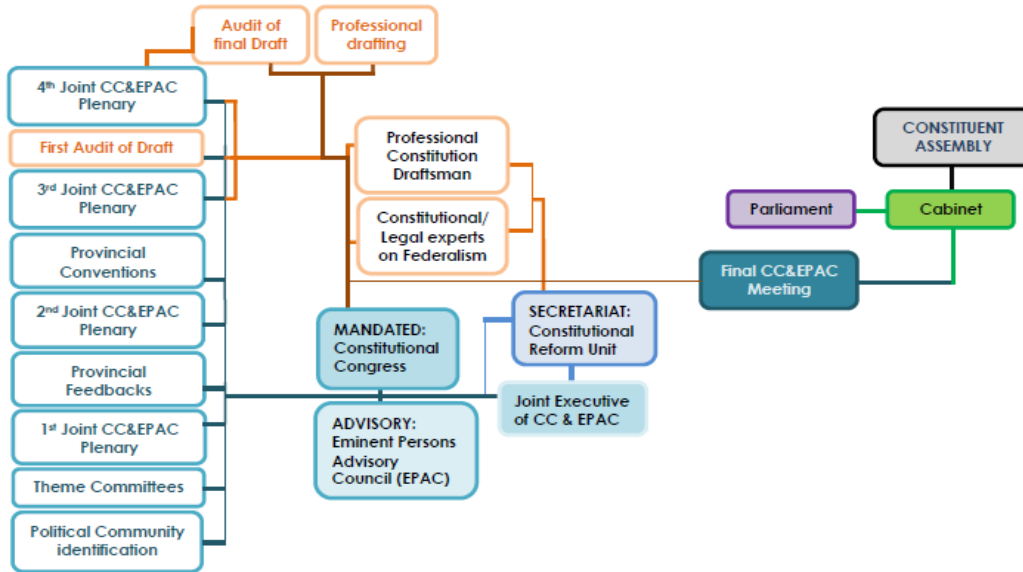 Audit of
final Draft
Professional
drafting
4th Joint CC&EPAC
Plenary
First Audit of Draft
3rd Joint CC&EPAC
Plenary
Provincial
Conventions
2nd Joint CC&EPAC
Plenary
Provincial
Feedbacks
1st Joint CC&EPAC
Plenary
Theme Committees
Political Community
identification
Professional
Constitution
Draftsman
Constitutional/
Legal experts
on Federalism
MANDATED:
Constitutional
Congress
ADVISORY:
Eminent Persons
Advisory
Council (EPAC)
SECRETARIAT:
Constitutional
Reform Unit
Joint Executive
of CC & EPAC
CONSTITUENT
ASSEMBLY
Parliament
Cabinet
Final CC&EPAC
Meeting